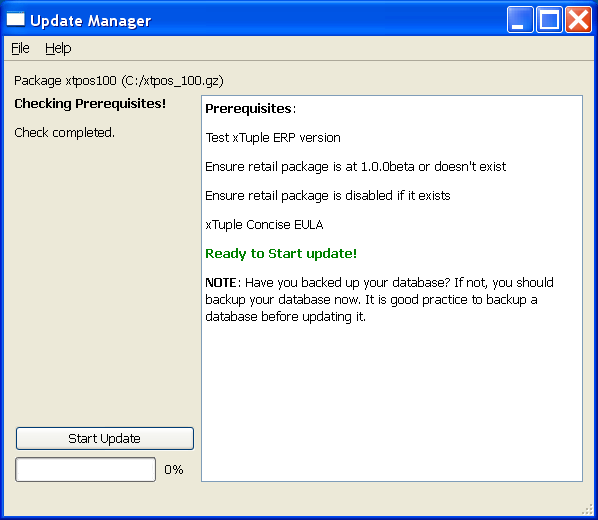 Update Manager
File Help
Package xtpos100 (C:/xtpos_100.gz)
Checking Prerequisites!
Check completed.
Prerequisites:
Test xTuple ERP version
Ensure retail package is at 1.0.0beta or doesn't exist
Ensure retail package is disabled if it exists
xTuple Concise EULA
Ready to Start update!
NOTE: Have you backed up your database? If not, you should
backup your database now. It is good practice to backup a
database before updating it.
Start Update
0%